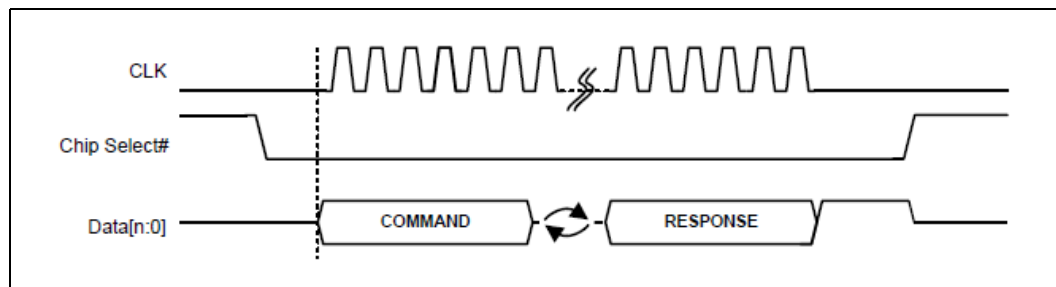 CLK
Chip Select#
Data[n:0]
COMMAND
RESPONSE